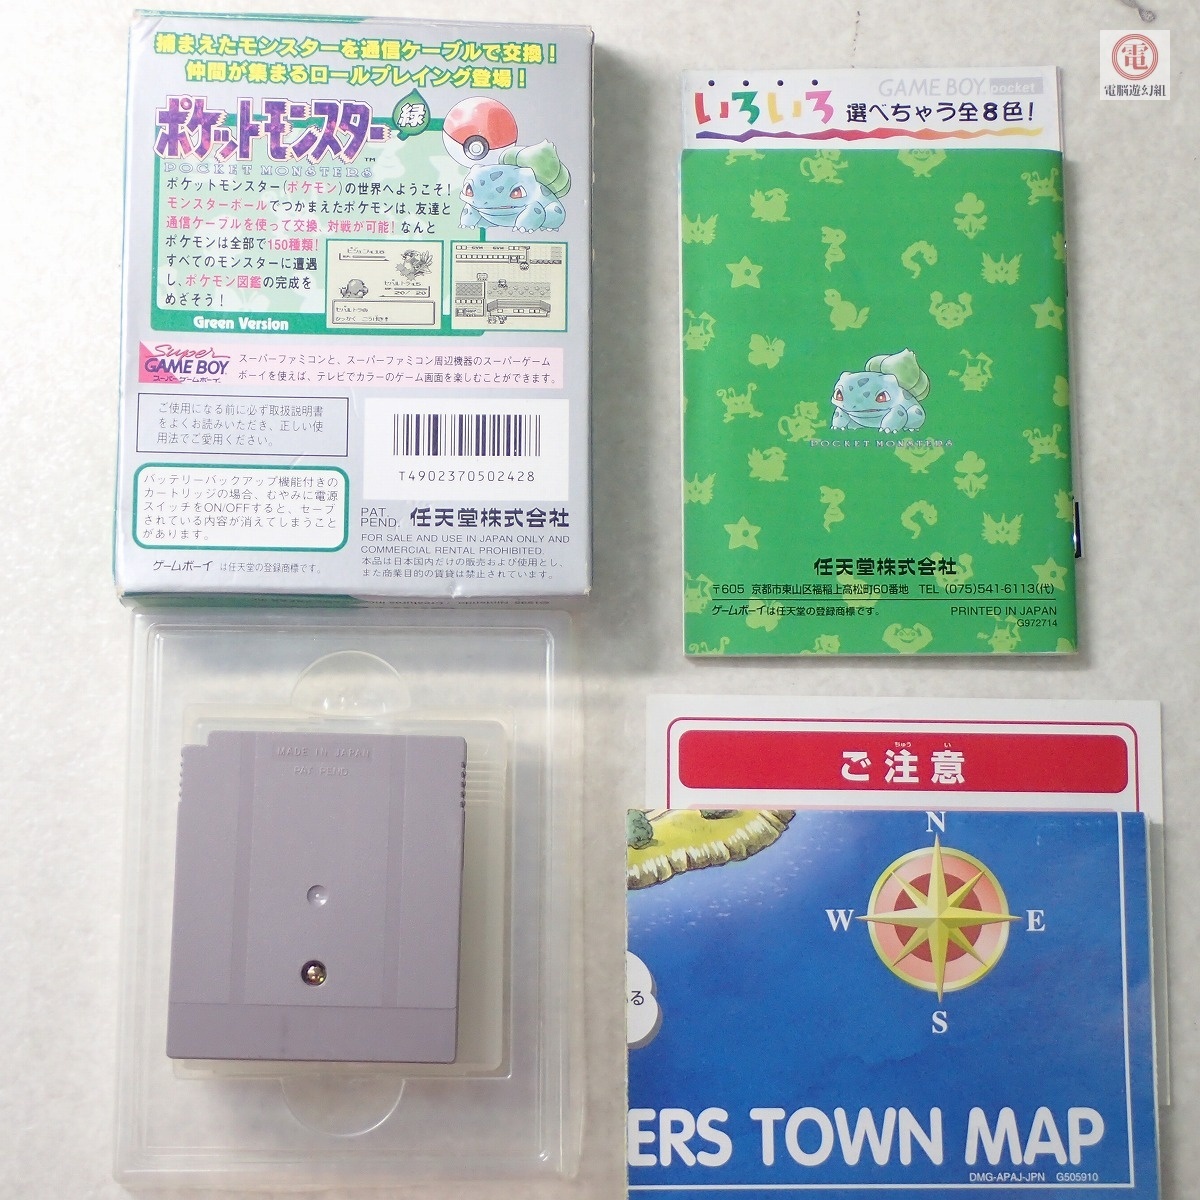 捕まえたモンスターを通信ケーブルで交換！
仲間が集まるロールプレイング登場！
ポケットモンスター 緑
TM
POCKET MONSTERS
ポケットモンスター(ポケモン)の世界へようこそ！
モンスターボールでつかまえたポケモンは、友達と
通信ケーブルを使って交換、対戦が可能！なんと
ポケモンは全部で150種類！
すべてのモンスターに遭遇
し、ポケモン図鑑の完成を
めざそう！
Green Version
Super
GAME BOY
スーパーゲームボーイ
スーパーファミコンと、スーパーファミコン周辺機器のスーパーゲーム
ボーイを使えば、テレビでカラーのゲーム画面を楽しむことができます。
ご使用になる前に必ず取扱説明書
をよくお読みいただき、正しい使
用法でご愛用ください。
T4902370502428
バッテリーバックアップ機能付きの
カートリッジの場合、むやみに電源
スイッチをON/OFFすると、セーブ
されている内容が消えてしまうこと
があります。
PAT.
PEND. 任天堂株式会社
FOR SALE AND USE IN JAPAN ONLY AND
COMMERCIAL RENTAL PROHIBITED.
本品は日本国内だけの販売および使用とし、
また商業目的の賃貸は禁止されています。
ゲームボーイ は任天堂の登録商標です。
電
電脳遊幻組
GAME BOY pocket
いろいろ 選べちゃう全8色！
POCKET MONSTERS
任天堂株式会社
〒605 京都市東山区福稲上高松町60番地 TEL (075)541-6113(代)
ゲームボーイは任天堂の登録商標です。 PRINTED IN JAPAN
G972714
MADE IN JAPAN
PAT. PEND.
ちゅう い
ご注意
N
W E
S
る
ERS TOWN MAP
DMG-APAJ-JPN G505910